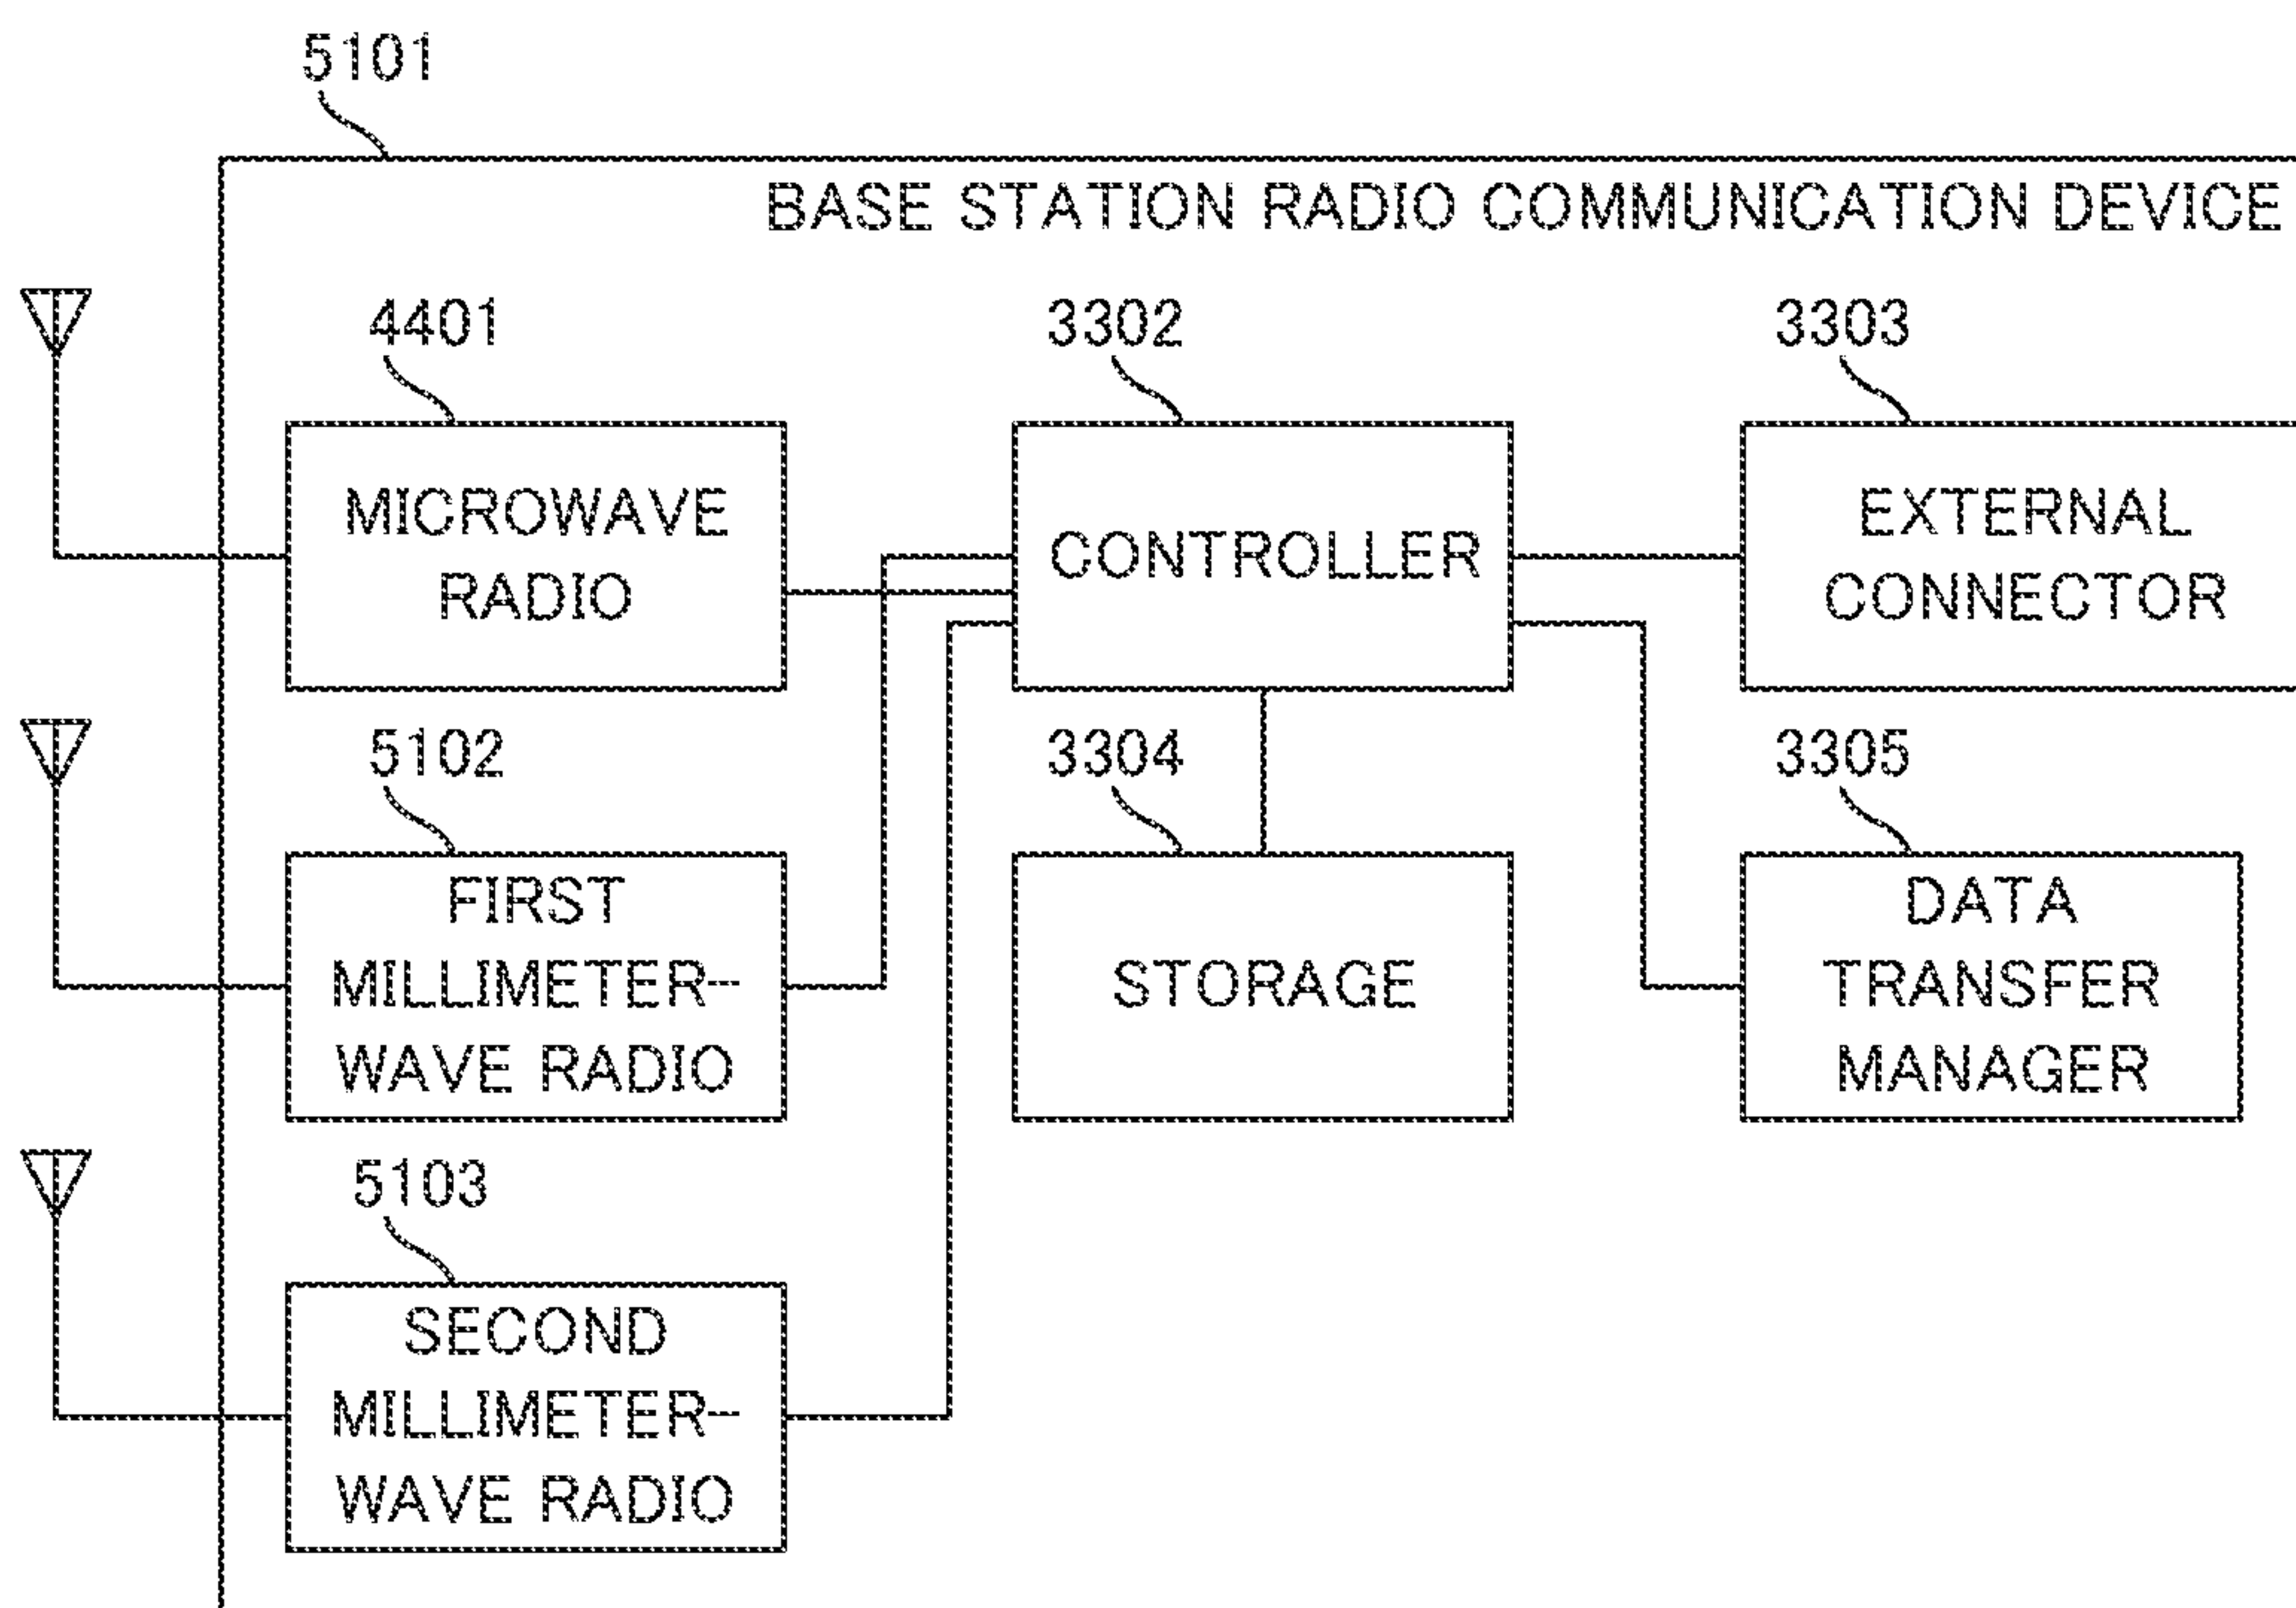 5101
BASE STATION RADIO COMMUNICATION DEVICE
4401
MICROWAVE
RADIO
3302
CONTROLLER
3303
EXTERNAL
CONNECTOR
5102
FIRST
MILLIMETER-
WAVE RADIO
3304
STORAGE
3305
DATA
TRANSFER
MANAGER
5103
SECOND
MILLIMETER-
WAVE RADIO